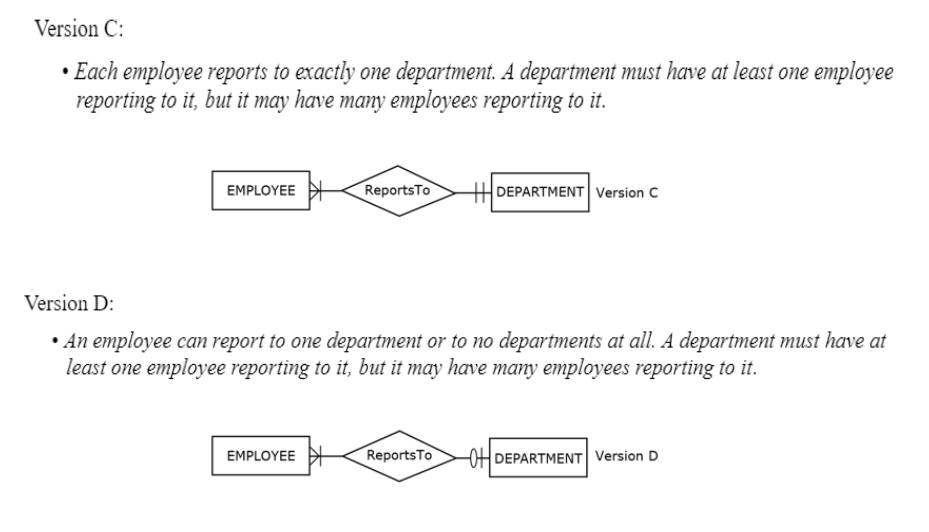 Version C:
• Each employee reports to exactly one department. A department must have at least one employee
reporting to it, but it may have many employees reporting to it.
EMPLOYEE ReportsTo DEPARTMENT Version C
Version D:
• An employee can report to one department or to no departments at all. A department must have at
least one employee reporting to it, but it may have many employees reporting to it.
EMPLOYEE ReportsTo DEPARTMENT Version D